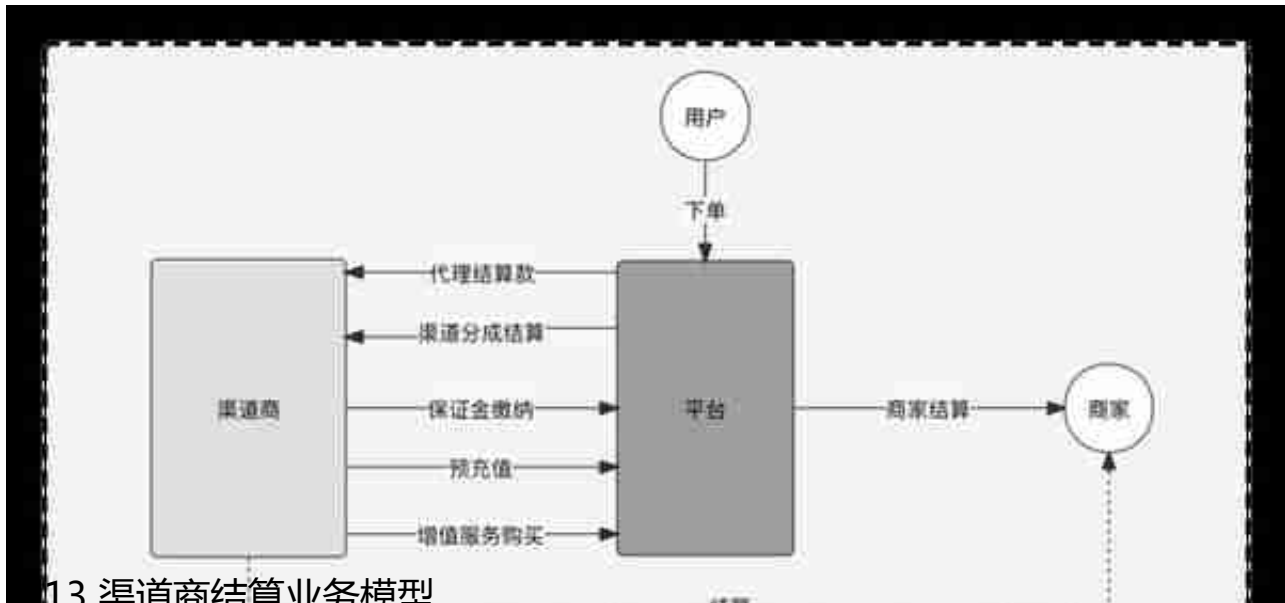 用户
下单
代理结算款
渠道分成结算
渠道商
保证金缴纳
平台
商家结算
商家
预充值
增值服务购买
13 渠道商结算业务模型